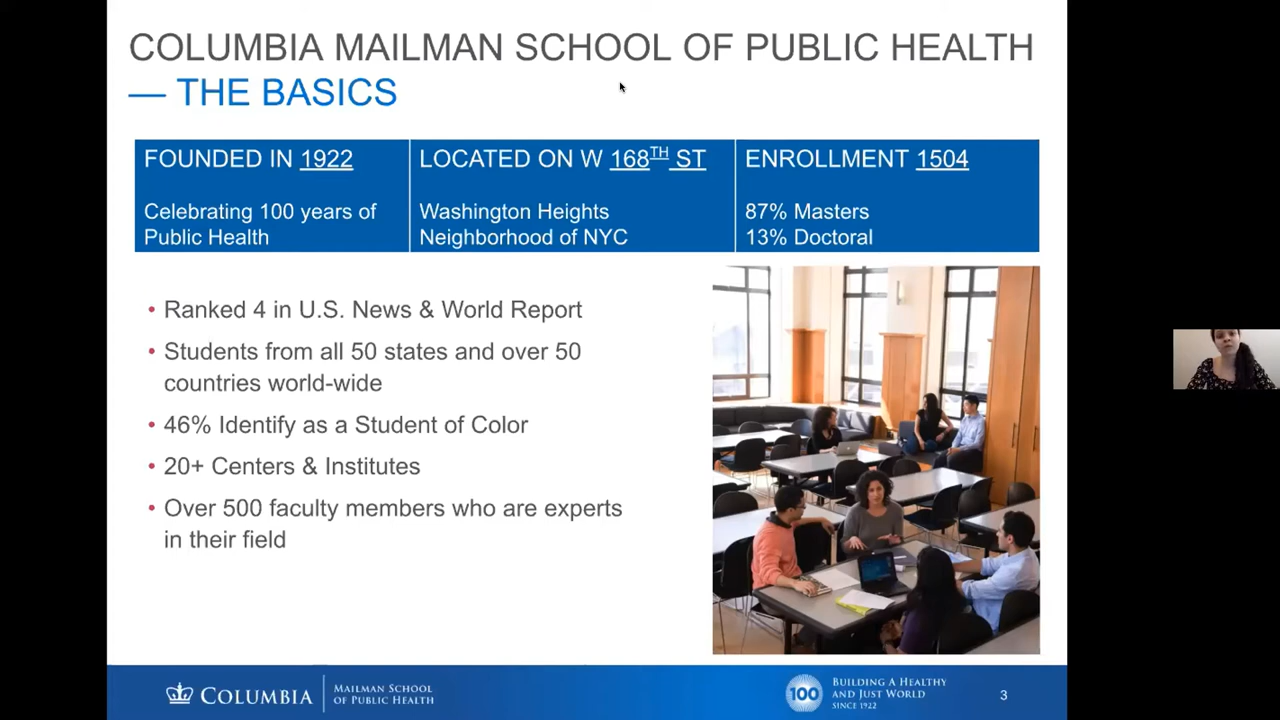 COLUMBIA MAILMAN SCHOOL OF PUBLIC HEALTH
— THE BASICS
FOUNDED IN 1922
Celebrating 100 years of
Public Health
LOCATED ON W 168TH ST
Washington Heights
Neighborhood of NYC
ENROLLMENT 1504
87% Masters
13% Doctoral
• Ranked 4 in U.S. News & World Report
• Students from all 50 states and over 50
countries world-wide
• 46% Identify as a Student of Color
• 20+ Centers & Institutes
• Over 500 faculty members who are experts
in their field
COLUMBIA
MAILMAN SCHOOL
OF PUBLIC HEALTH
100
BUILDING A HEALTHY
AND JUST WORLD
SINCE 1922
3